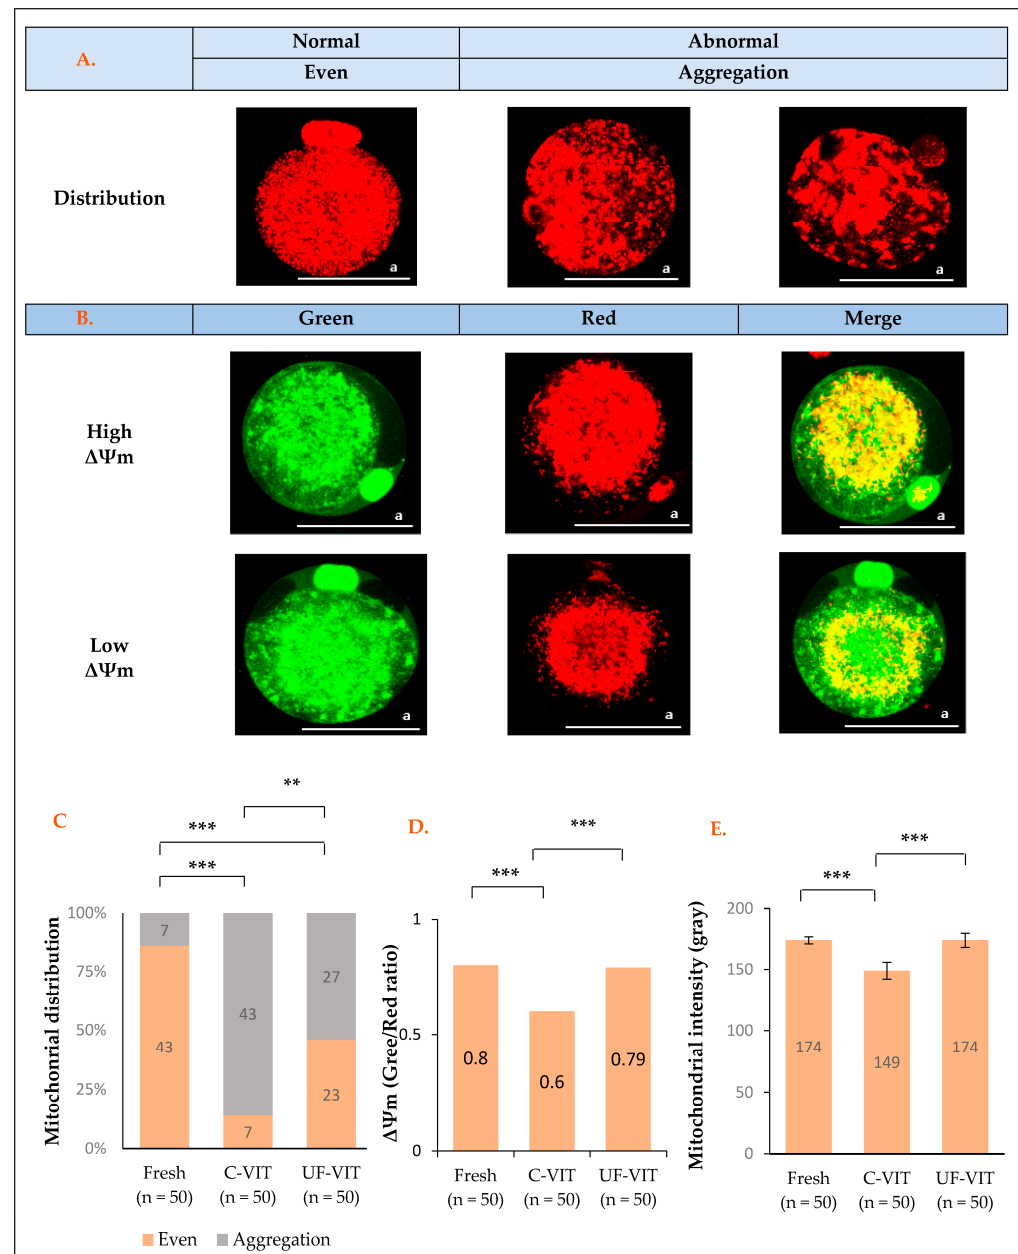 A.
Normal
Abnormal
Even
Aggregation
Distribution
a
a
a
B.
Green
Red
Merge
High
ΔΨm
a
a
a
Low
ΔΨm
a
a
a
C
**
***
***
Mitochonrial distribution
100%
75%
50%
25%
0%
7
43
43
7
27
23
Fresh
(n = 50)
C-VIT
(n = 50)
UF-VIT
(n = 50)
Even
Aggregation
D.
***
***
ΔΨm (Gree/Red ratio)
1
0.5
0
0.8
0.6
0.79
Fresh
(n = 50)
C-VIT
(n = 50)
UF-VIT
(n = 50)
E.
***
***
Mitochondrial intensity (gray)
200
150
100
50
0
174
149
174
Fresh
(n = 50)
C-VIT
(n = 50)
UF-VIT
(n = 50)